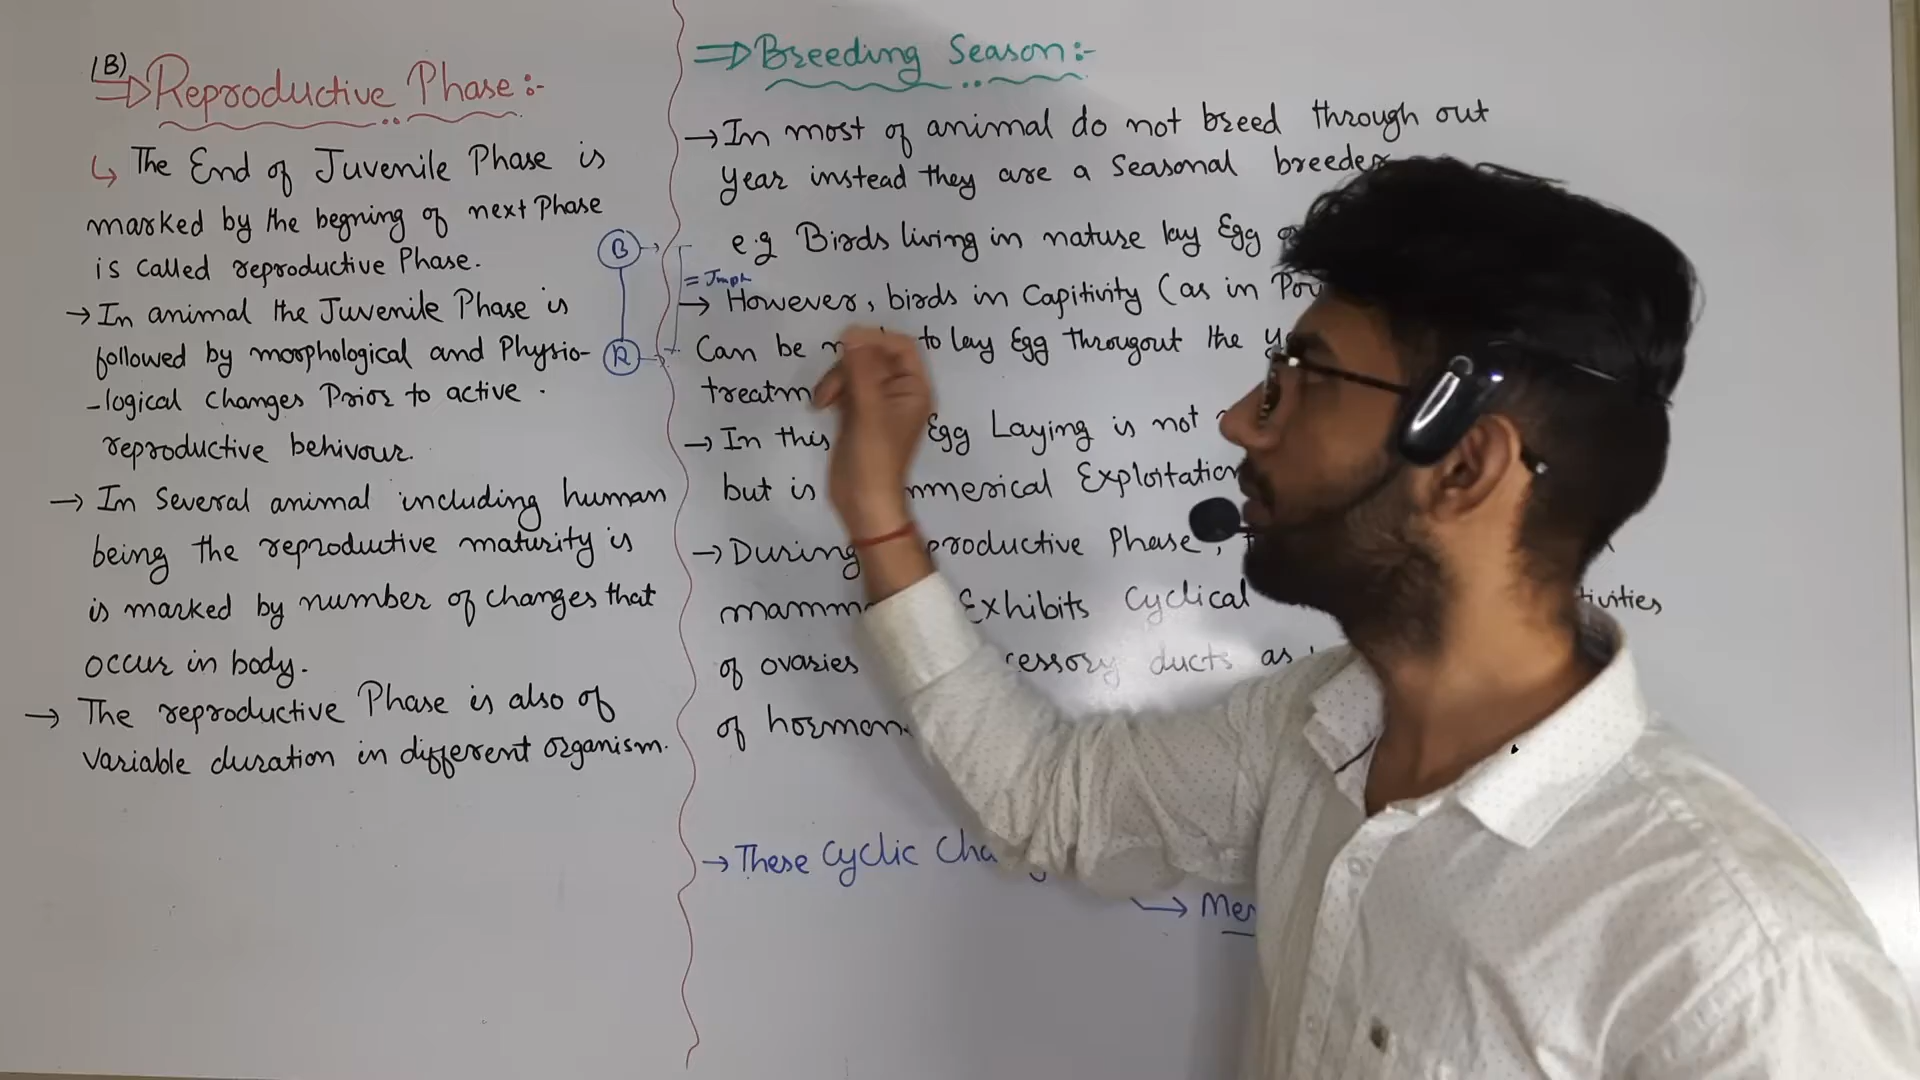 (B)
⇒ Reproductive Phase:-
↳ The End of Juvenile Phase is
marked by the begning of next Phase
is called reproductive Phase.
→ In animal the Juvenile Phase is
followed by morphological and Physio-
-logical changes Prior to active
reproductive behivour.
→ In Several animal including human
being the reproductive maturity is
is marked by number of changes that
occur in body.
→ The reproductive Phase is also of
Variable duration in different organism.
B
R
⇒ Breeding Season:-
→ In most of animal do not breed through out
year instead they are a Seasonal
e.g Birds living in nature lay Egg
→ However, birds in Capitivity (as in
Can be to lay Egg Througout the
→ In this Egg Laying is not
but is Exploitation
→ During Phase,
Exhibits Cyclical
of ovaries ducts as
of
→ These Cyclic
→